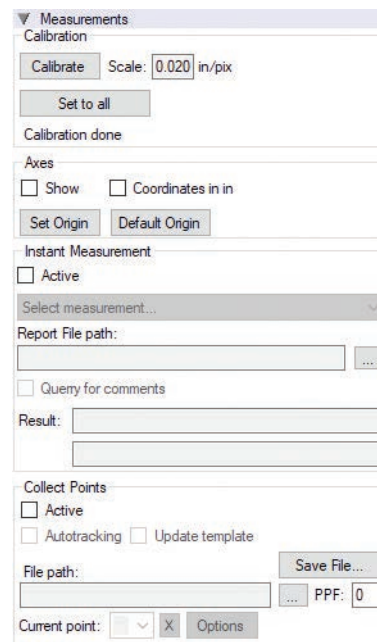 Measurements
Calibration
Calibrate Scale: 0.020 in/pix
Set to all
Calibration done
Axes
Show Coordinates in in
Set Origin Default Origin
Instant Measurement
Active
Select measurement...
Report File path:
...
Querry for comments
Result:
Collect Points
Active
Autotracking Update template
Save File...
File path:
... PPF: 0
Current point: X Options